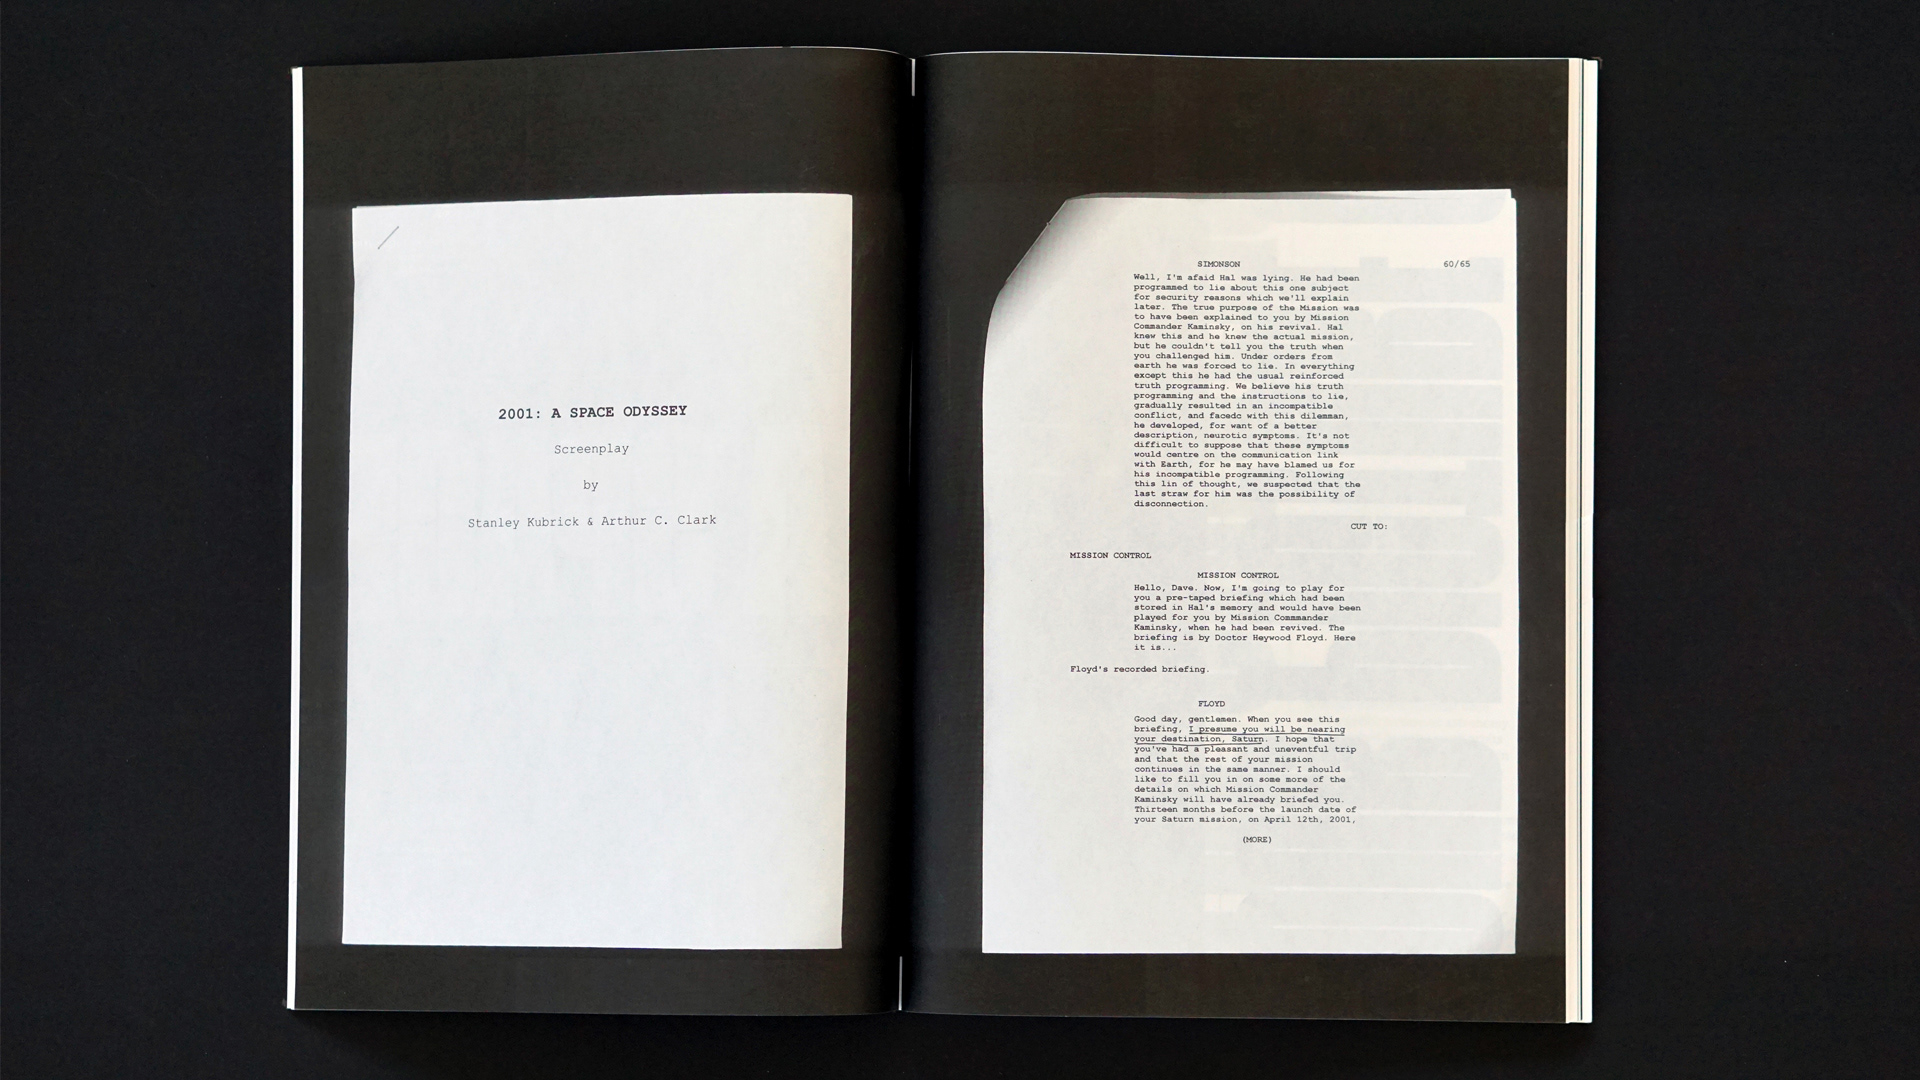 2001: A SPACE ODYSSEY
Screenplay
by
Stanley Kubrick & Arthur C. Clark
SIMONSON
60/65
Well, I'm afaid Hal was lying. He had been
programmed to lie about this one subject
for security reasons which we'll explain
later. The true purpose of the Mission was
to have been explained to you by Mission
Commander Kaminsky, on his revival. Hal
knew this and he knew the actual mission,
but he couldn't tell you the truth when
you challenged him. Under orders from
earth he was forced to lie. In everything
except this he had the usual reinforced
truth programming. We believe his truth
programming and the instructions to lie,
gradually resulted in an incompatible
conflict, and facedc with this dilemman,
he developed, for want of a better
description, neurotic symptoms. It's not
difficult to suppose that these symptoms
would centre on the communication link
with Earth, for he may have blamed us for
his incompatible programming. Following
this lin of thought, we suspected that the
last straw for him was the possibility of
disconnection.
CUT TO:
MISSION CONTROL
MISSION CONTROL
Hello, Dave. Now, I'm going to play for
you a pre-taped briefing which had been
stored in Hal's memory and would have been
played for you by Mission Commmander
Kaminsky, when he had been revived. The
briefing is by Doctor Heywood Floyd. Here
it is...
Floyd's recorded briefing.
FLOYD
Good day, gentlemen. When you see this
briefing, I presume you will be nearing
your destination, Saturn. I hope that
you've had a pleasant and uneventful trip
and that the rest of your mission
continues in the same manner. I should
like to fill you in on some more of the
details on which Mission Commander
Kaminsky will have already briefed you.
Thirteen months before the launch date of
your Saturn mission, on April 12th, 2001,
(MORE)